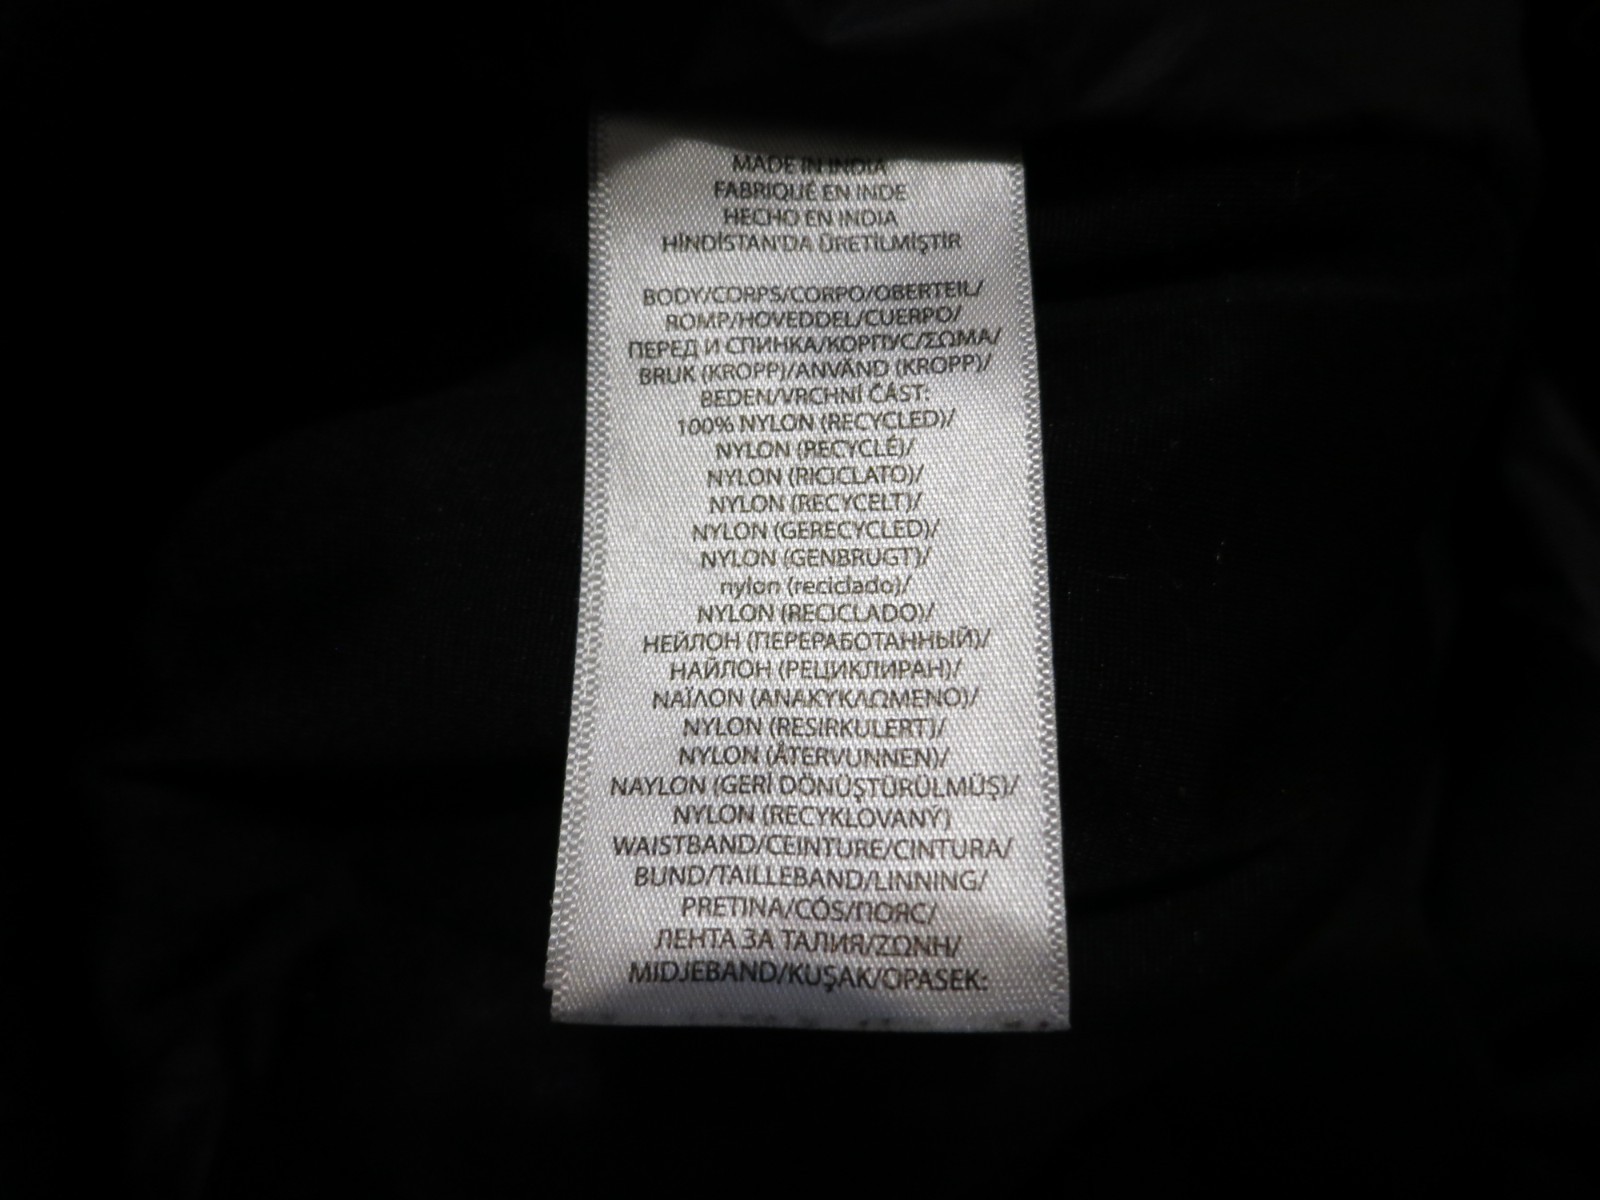 MADE IN INDIA
FABRIQUÉ EN INDE
HECHO EN INDIA
HİNDİSTAN'DA ÜRETİLMİŞTİR
BODY/CORPS/CORPO/OBERTEIL/
ROMP/HOVEDDEL/CUERPO/
ПЕРЕД И СПИНКА/КОРПУС/ΣΩΜΑ/
BRUK (KROPP)/ANVÄND (KROPP)/
BEDEN/VRCHNÍ ČÁST:
100% NYLON (RECYCLED)/
NYLON (RECYCLÉ)/
NYLON (RICICLATO)/
NYLON (RECYCELT)/
NYLON (GERECYCLED)/
NYLON (GENBRUGT)/
nylon (reciclado)/
NYLON (RECICLADO)/
НЕЙЛОН (ПЕРЕРАБОТАННЫЙ)/
НАЙЛОН (РЕЦИКЛИРАН)/
ΝΑΪΛΟΝ (ΑΝΑΚΥΚΛΩΜΕΝΟ)/
NYLON (RESIRKULERT)/
NYLON (ÅTERVUNNEN)/
NAYLON (GERİ DÖNÜŞTÜRÜLMÜŞ)/
NYLON (RECYKLOVANÝ)
WAISTBAND/CEINTURE/CINTURA/
BUND/TAILLEBAND/LINNING/
PRETINA/CÓS/ПОЯС/
ЛЕНТА ЗА ТАЛИЯ/ΖΩΝΗ/
MIDJEBAND/KUŞAK/OPASEK: